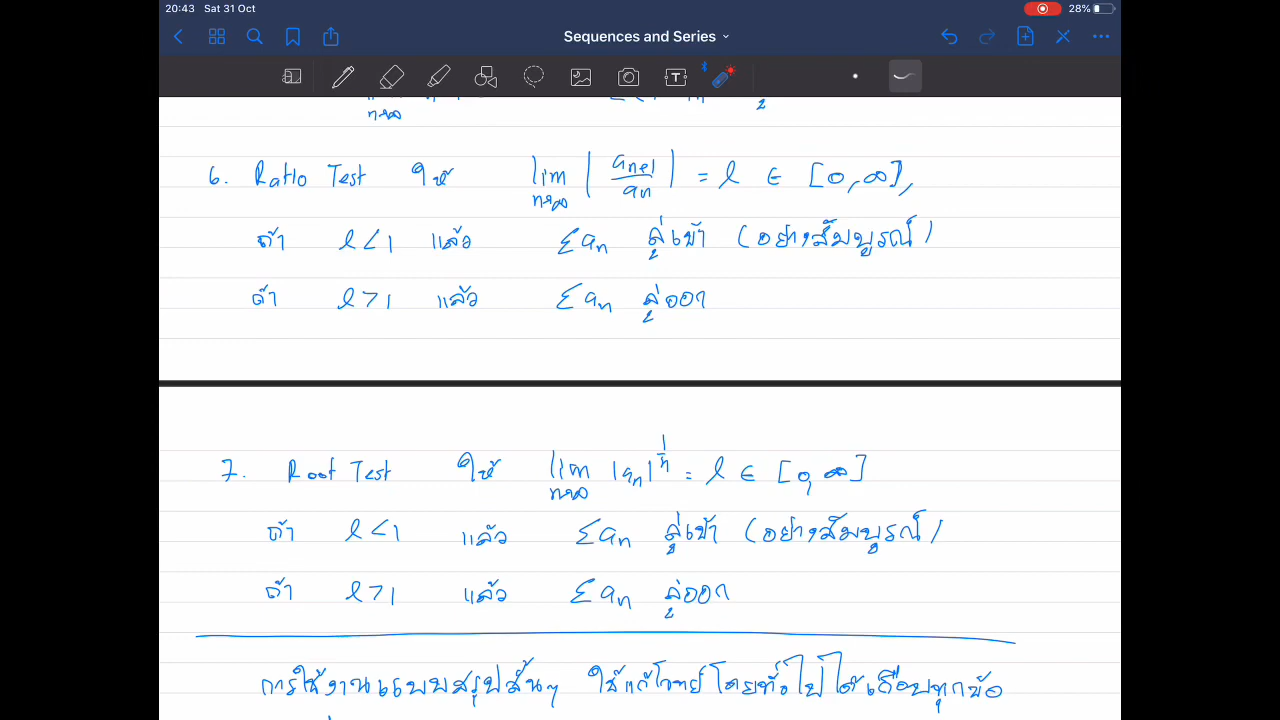 20:43 Sat 31 Oct 28%
Sequences and Series
n→∞
6. Ratio Test ให้ lim n→∞ |aₙ₊₁/aₙ| = l ∈ [0,∞],
ถ้า l<1 แล้ว Σaₙ ลู่เข้า (อย่างสัมบูรณ์)
ถ้า l>1 แล้ว Σaₙ ลู่ออก
7. Root Test ให้ lim n→∞ |aₙ|^(1/n) = l ∈ [0,∞]
ถ้า l<1 แล้ว Σaₙ ลู่เข้า (อย่างสัมบูรณ์)
ถ้า l>1 แล้ว Σaₙ ลู่ออก
การใช้งานแบบสรุปสั้นๆ ใช้แก้โจทย์โดยทั่วไปได้เกือบทุกข้อ